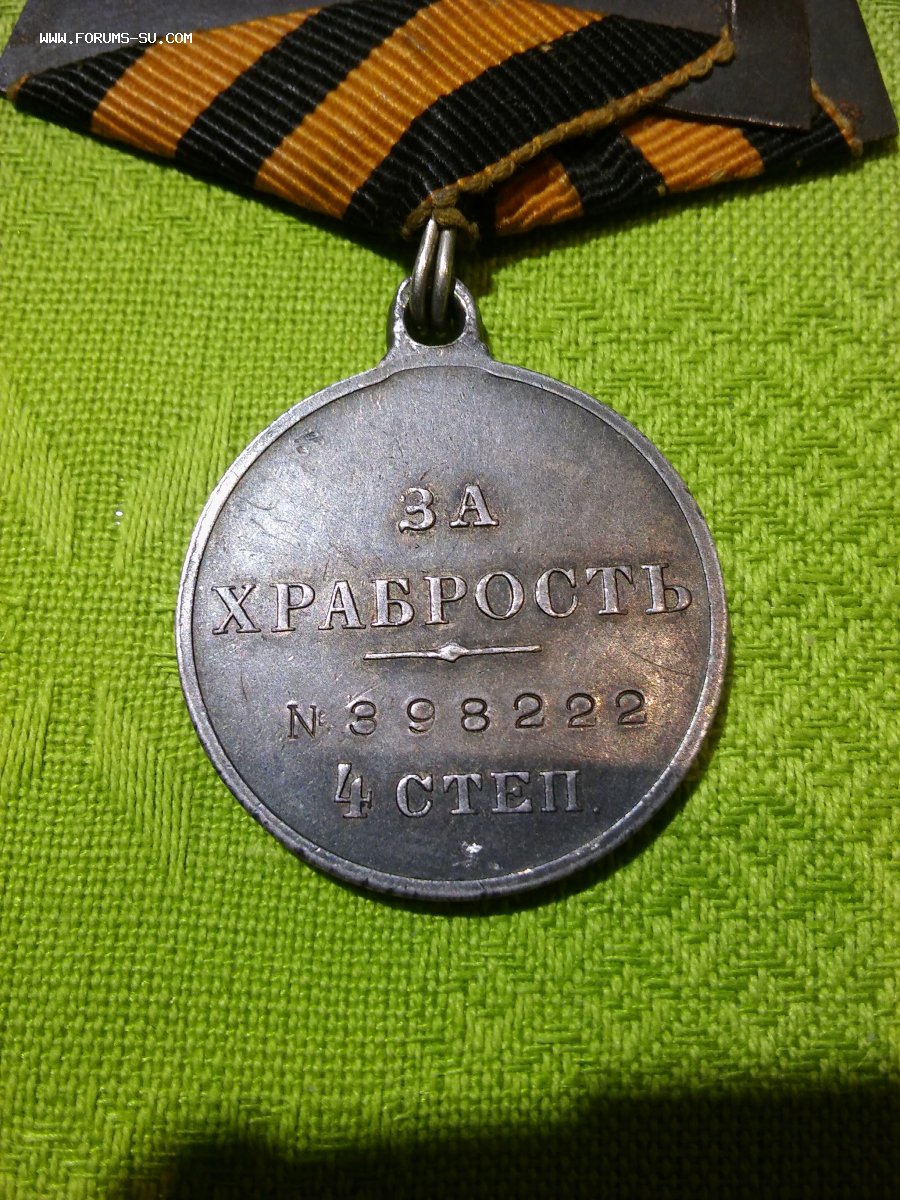 WWW.FORUMS-SU.COM
ЗА
ХРАБРОСТЬ
№ 398222
4 СТЕП.